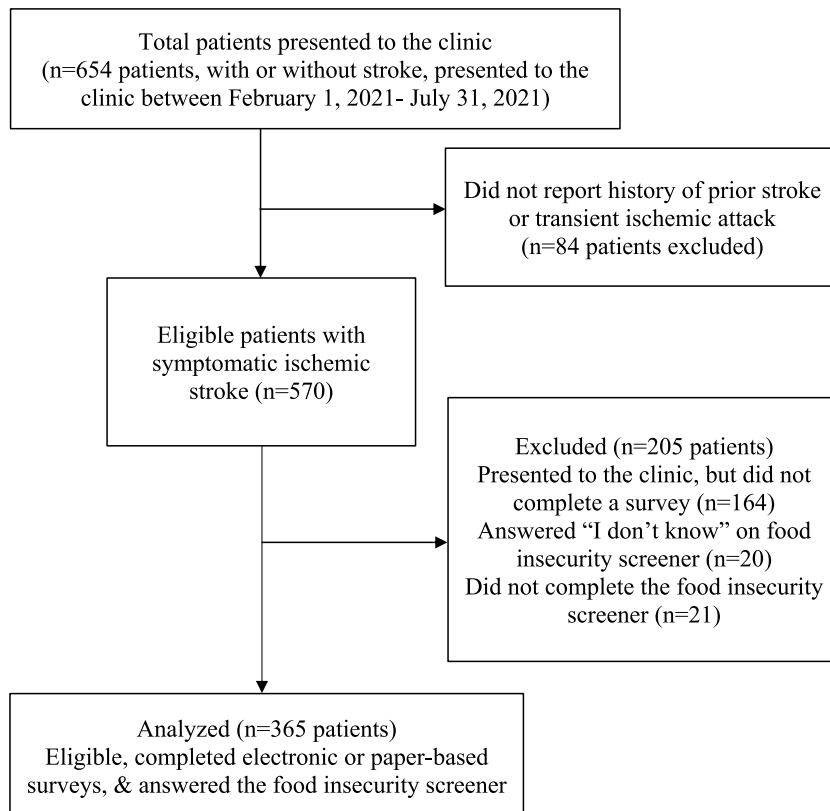 Total patients presented to the clinic
(n=654 patients, with or without stroke, presented to the
clinic between February 1, 2021- July 31, 2021)
Did not report history of prior stroke
or transient ischemic attack
(n=84 patients excluded)
Eligible patients with
symptomatic ischemic
stroke (n=570)
Excluded (n=205 patients)
Presented to the clinic, but did not
complete a survey (n=164)
Answered “I don’t know” on food
insecurity screener (n=20)
Did not complete the food insecurity
screener (n=21)
Analyzed (n=365 patients)
Eligible, completed electronic or paper-based
surveys, & answered the food insecurity screener